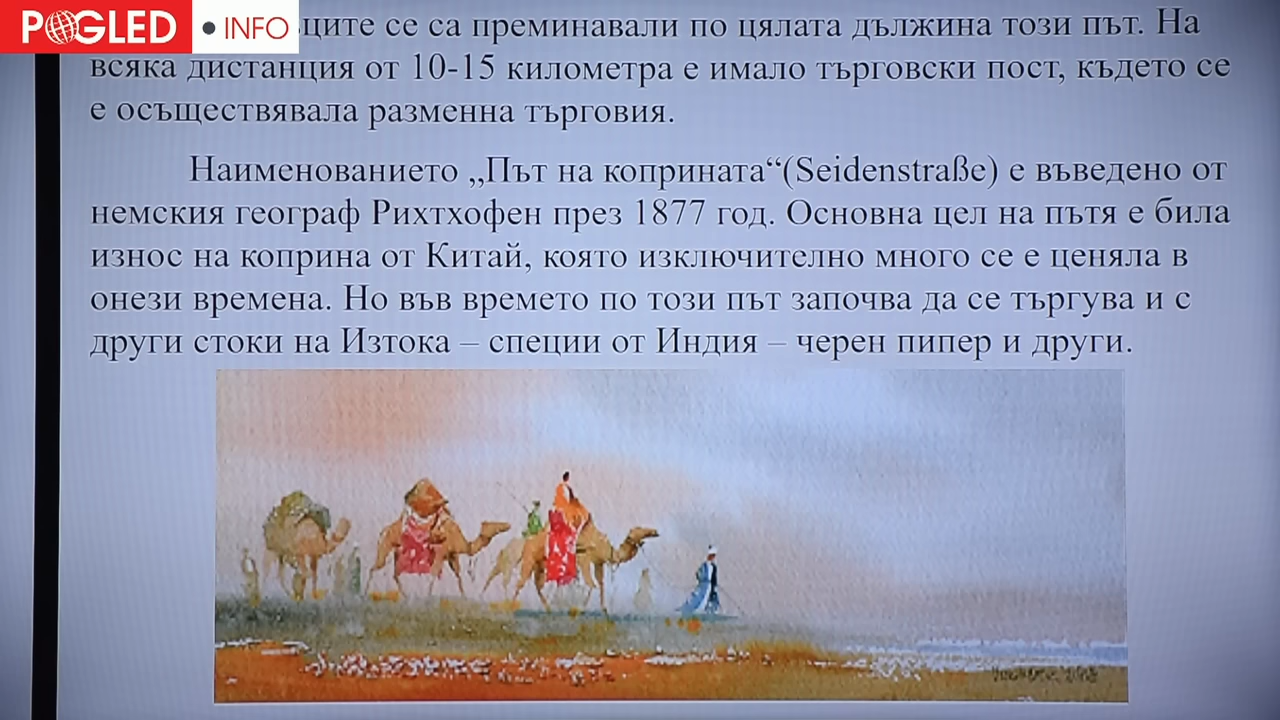 POGLED • INFO
се са преминавали по цялата дължина този път. На
всяка дистанция от 10-15 километра е имало търговски пост, където се
е осъществявала разменна търговия.
Наименованието „Път на коприната“(Seidenstraße) е въведено от
немския географ Рихтхофен през 1877 год. Основна цел на пътя е била
износ на коприна от Китай, която изключително много се е ценяла в
онези времена. Но във времето по този път започва да се търгува и с
други стоки на Изтока – специи от Индия – черен пипер и други.